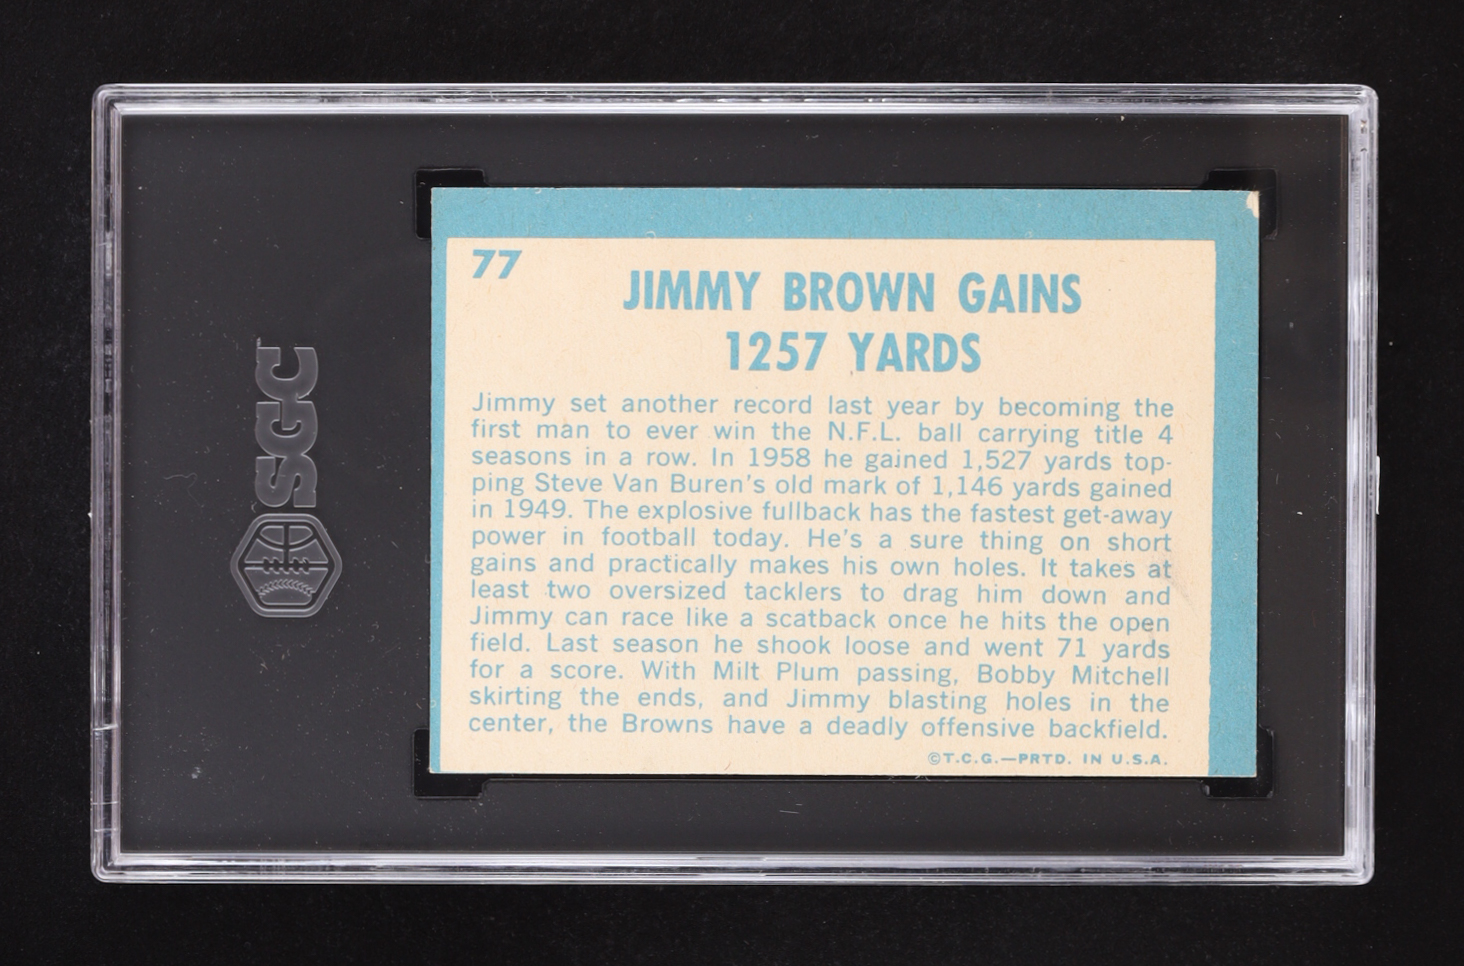 SGC
77
JIMMY BROWN GAINS
1257 YARDS
Jimmy set another record last year by becoming the
first man to ever win the N.F.L. ball carrying title 4
seasons in a row. In 1958 he gained 1,527 yards top-
ping Steve Van Buren's old mark of 1,146 yards gained
in 1949. The explosive fullback has the fastest get-away
power in football today. He's a sure thing on short
gains and practically makes his own holes. It takes at
least two oversized tacklers to drag him down and
Jimmy can race like a scatback once he hits the open
field. Last season he shook loose and went 71 yards
for a score. With Milt Plum passing, Bobby Mitchell
skirting the ends, and Jimmy blasting holes in the
center, the Browns have a deadly offensive backfield.
©T.C.G.—PRTD. IN U.S.A.